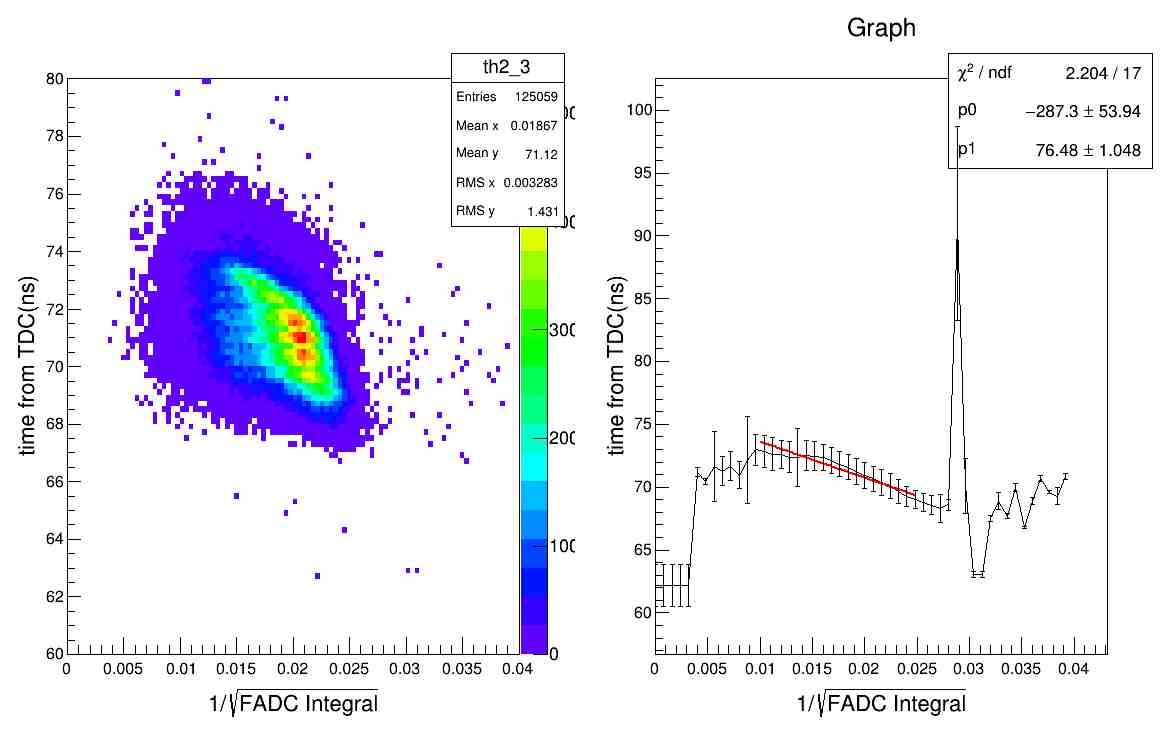 th2_3
Entries 125059
Mean x 0.01867
Mean y 71.12
RMS x 0.003283
RMS y 1.431
80
78
76
74
72
70
68
66
64
62
60
time from TDC(ns)
0 0.005 0.01 0.015 0.02 0.025 0.03 0.035 0.04
1/√FADC Integral
300
200
100
0
Graph
χ² / ndf 2.204 / 17
p0 −287.3 ± 53.94
p1 76.48 ± 1.048
100
95
90
85
80
75
70
65
60
time from TDC(ns)
0 0.005 0.01 0.015 0.02 0.025 0.03 0.035 0.04
1/√FADC Integral